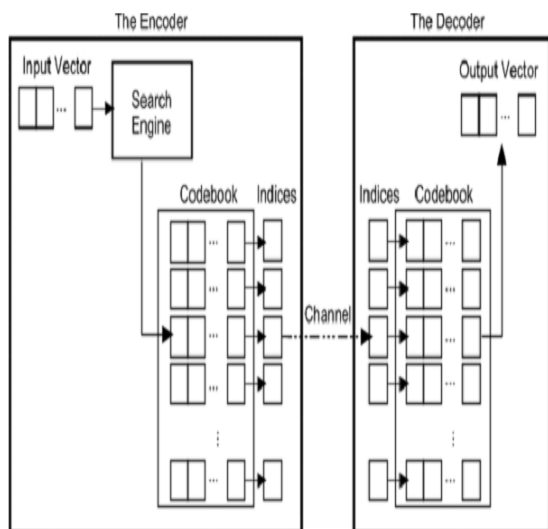 The Encoder
The Decoder
Input Vector
Search
Engine
Output Vector
Codebook
Indices
Indices
Codebook
Channel